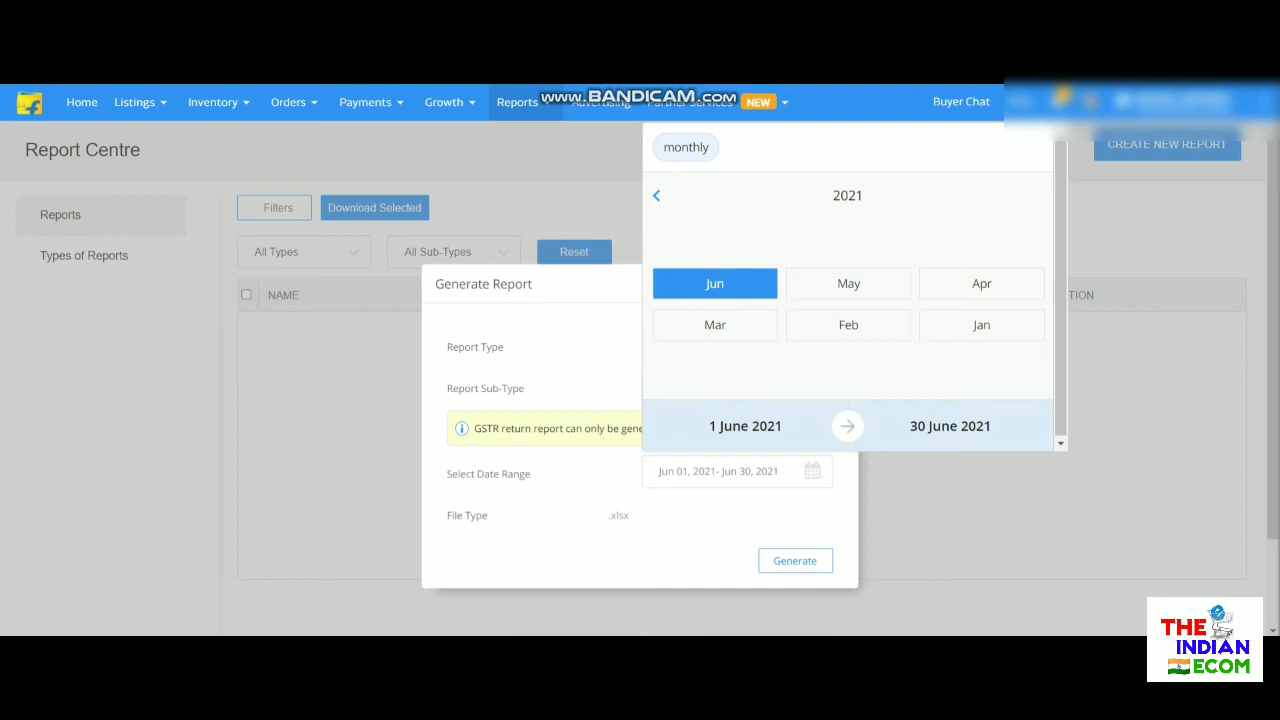 www.BANDICAM.com
Home Listings Inventory Orders Payments Growth Reports Advertising Partner Services NEW Buyer Chat
Report Centre
CREATE NEW REPORT
monthly
2021
Reports
Types of Reports
Filters Download Selected
All Types All Sub-Types Reset
NAME
TION
Jun May Apr
Mar Feb Jan
1 June 2021 30 June 2021
Generate Report
Report Type
Report Sub-Type
GSTR return report can only be gene
Select Date Range Jun 01, 2021- Jun 30, 2021
File Type .xlsx
Generate
THE
INDIAN
ECOM